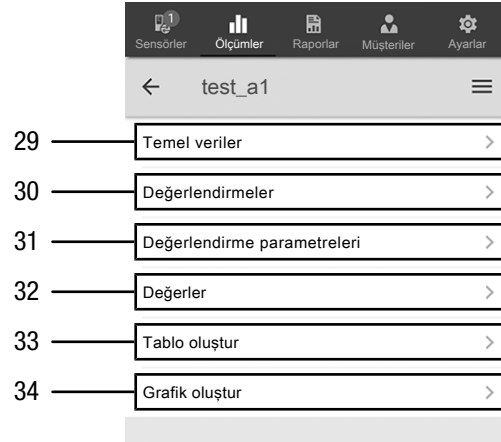 1
Sensörler Ölçümler Raporlar Müşteriler Ayarlar
test_a1
29 Temel veriler
30 Değerlendirmeler
31 Değerlendirme parametreleri
32 Değerler
33 Tablo oluştur
34 Grafik oluştur